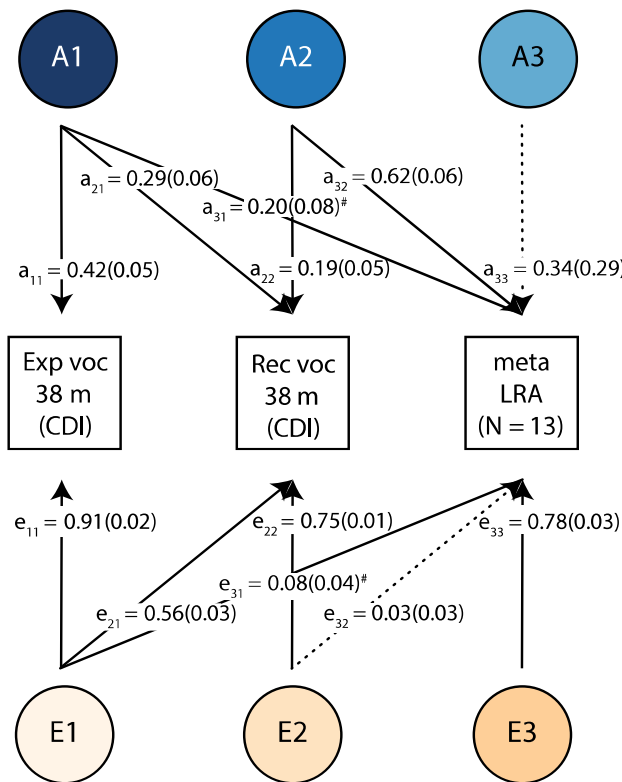 A1 A2 A3
a21 = 0.29(0.06) a32 = 0.62(0.06)
a31 = 0.20(0.08)#
a11 = 0.42(0.05) a22 = 0.19(0.05) a33 = 0.34(0.29)
Exp voc
38 m
(CDI)
Rec voc
38 m
(CDI)
meta
LRA
(N = 13)
e11 = 0.91(0.02) e22 = 0.75(0.01) e33 = 0.78(0.03)
e31 = 0.08(0.04)#
e21 = 0.56(0.03) e32 = 0.03(0.03)
E1 E2 E3